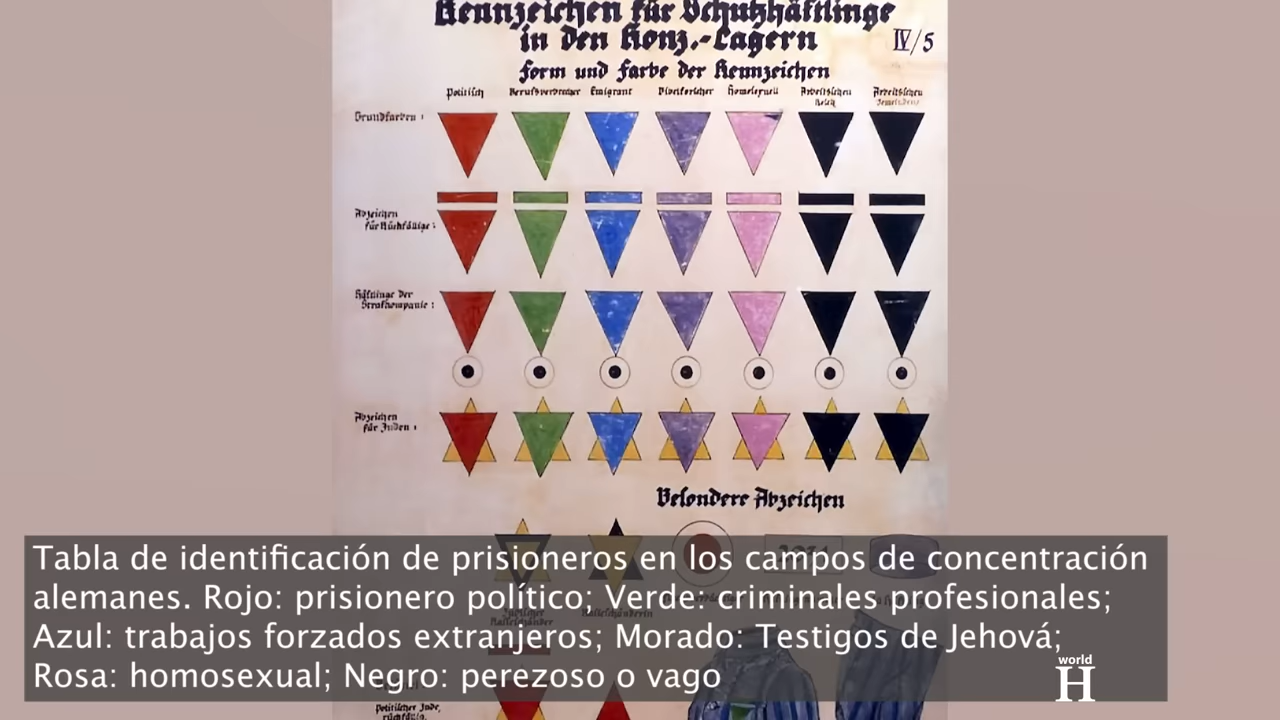 Kennzeichen für Schutzhäftlinge
in den Konz.-Lagern
IV/5
Form und Farbe der Kennzeichen
Politisch Berufsverbrecher Emigrant Bibelforscher Homosexuell Arbeitsscheu Reich Arbeitsscheu
Grundfarben:
Abzeichen
für Rückfällige:
Häftlinge der
Strafkompanie:
Abzeichen
für Juden:
Besondere Abzeichen
Tabla de identificación de prisioneros en los campos de concentración
alemanes. Rojo: prisionero político; Verde: criminales profesionales;
Azul: trabajos forzados extranjeros; Morado: Testigos de Jehová;
Rosa: homosexual; Negro: perezoso o vago
world
H
Politischer Jude,
rückfällig,